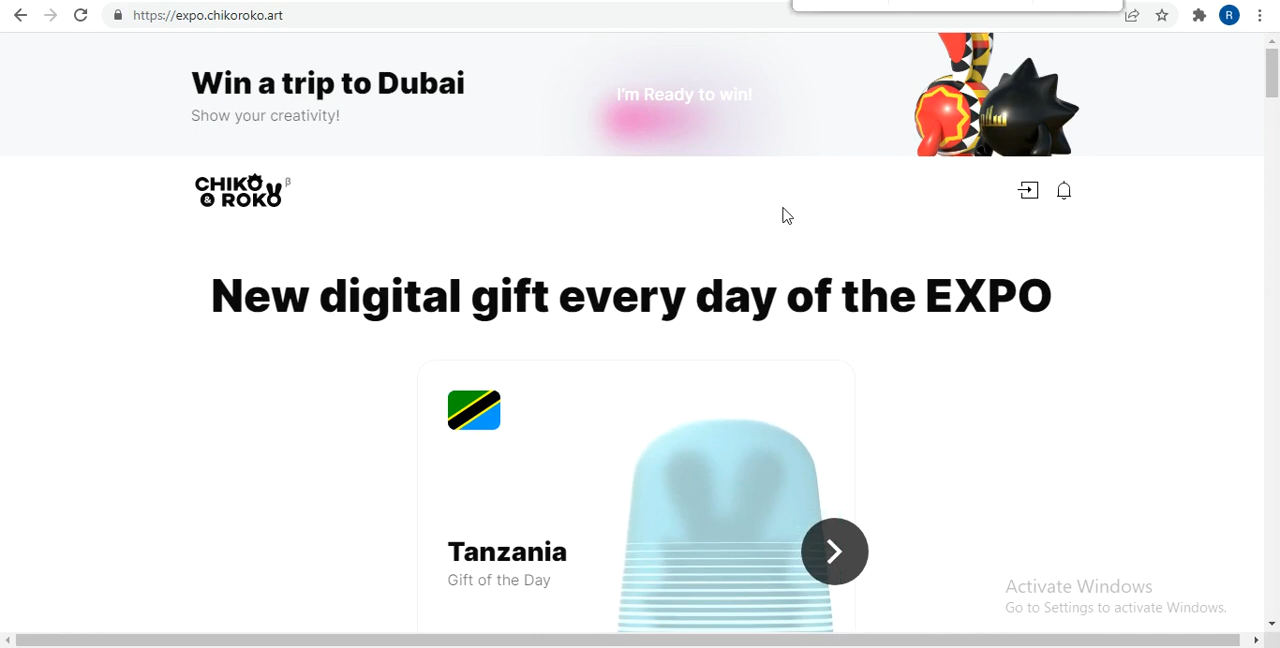 https://expo.chikoroko.art
R
Win a trip to Dubai
Show your creativity!
I'm Ready to win!
CHIKO
& ROKO β
New digital gift every day of the EXPO
Tanzania
Gift of the Day
Activate Windows
Go to Settings to activate Windows.